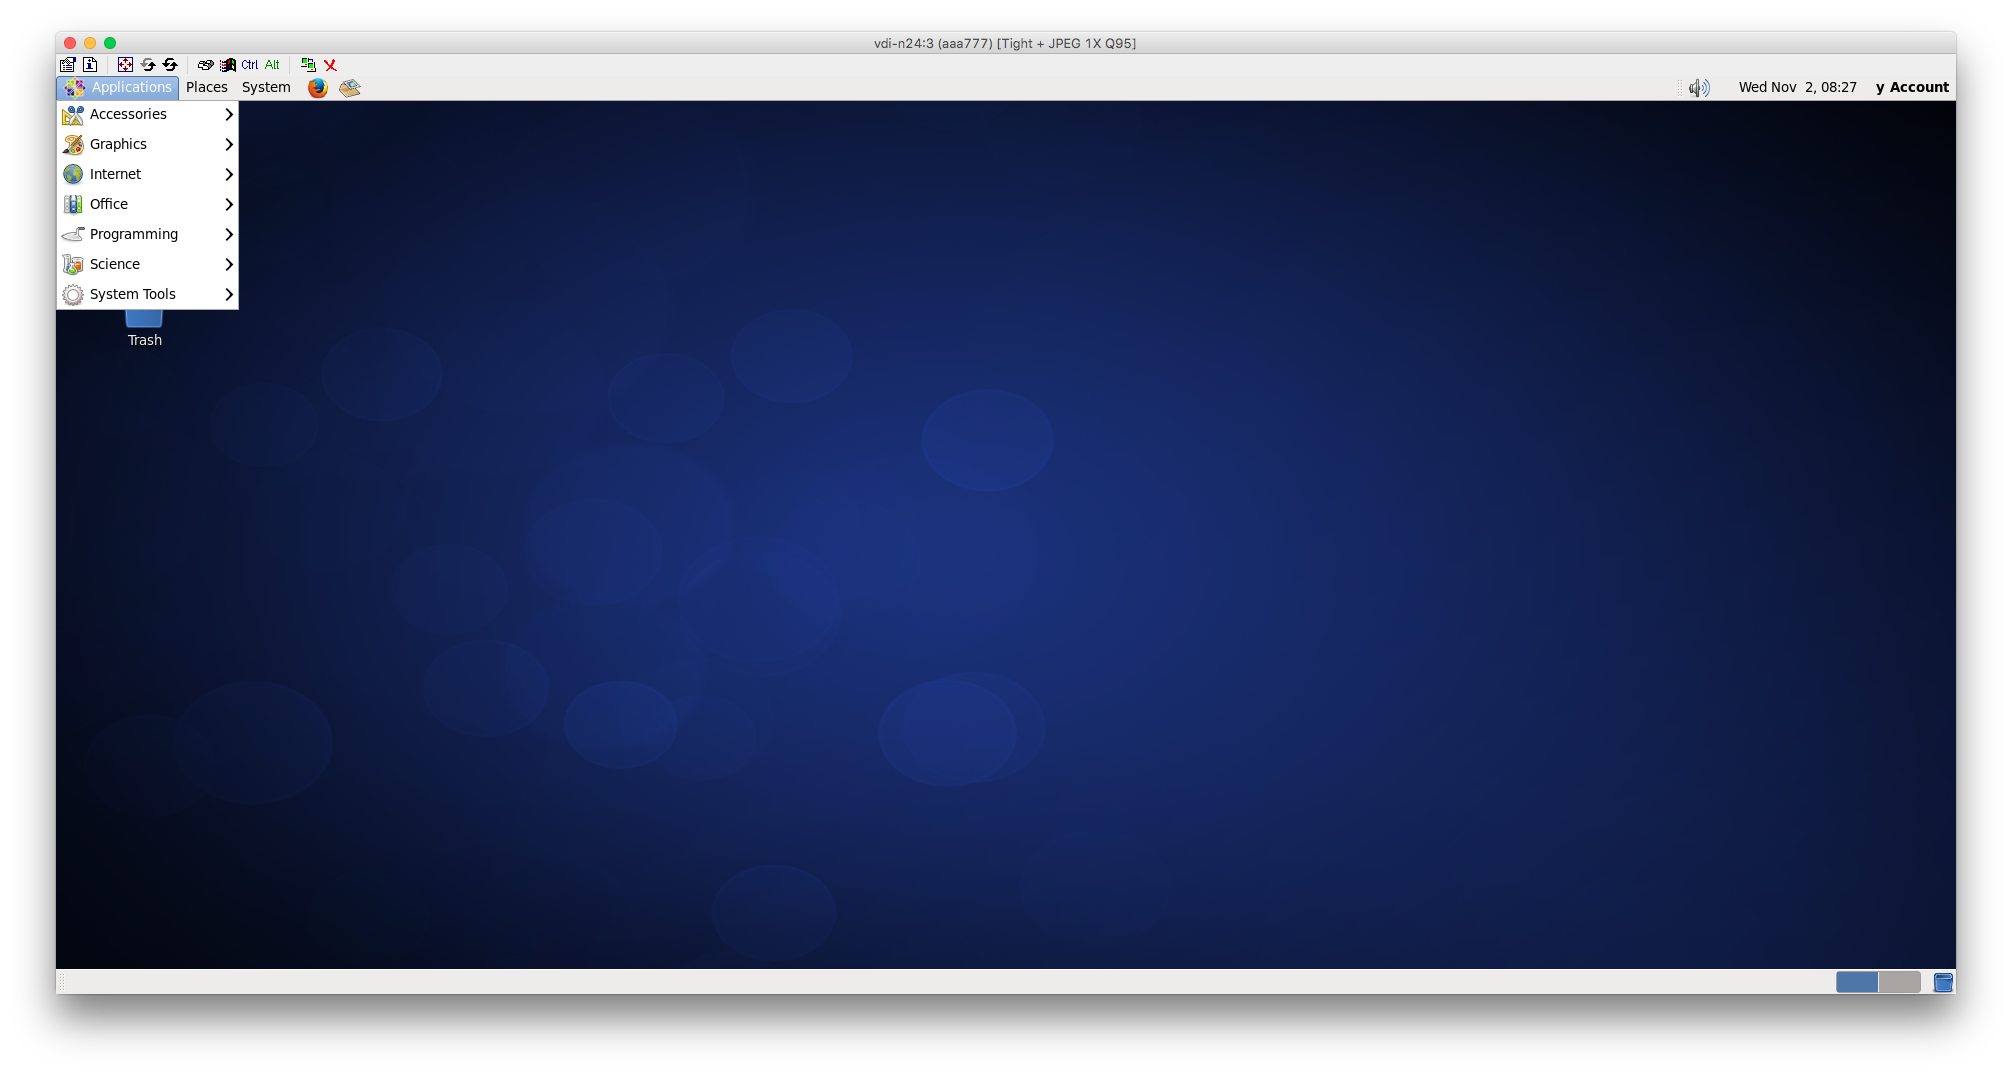 vdi-n24:3 (aaa777) [Tight + JPEG 1X Q95]
Ctrl Alt
Applications Places System Wed Nov 2, 08:27 y Account
Accessories
Graphics
Internet
Office
Programming
Science
System Tools
Trash